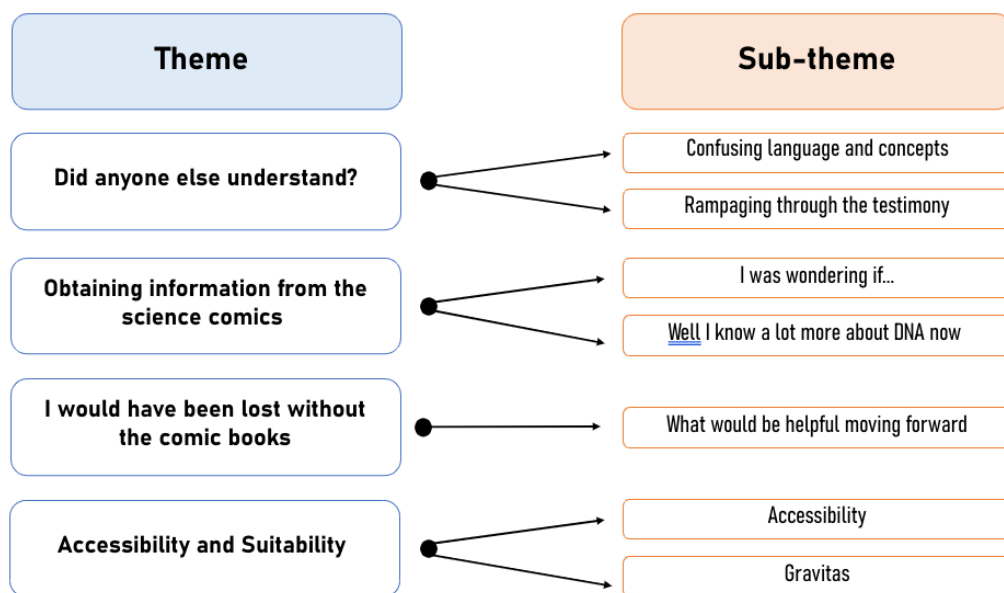 Theme
Sub-theme
Did anyone else understand?
Confusing language and concepts
Rampaging through the testimony
Obtaining information from the
science comics
I was wondering if...
Well I know a lot more about DNA now
I would have been lost without
the comic books
What would be helpful moving forward
Accessibility and Suitability
Accessibility
Gravitas